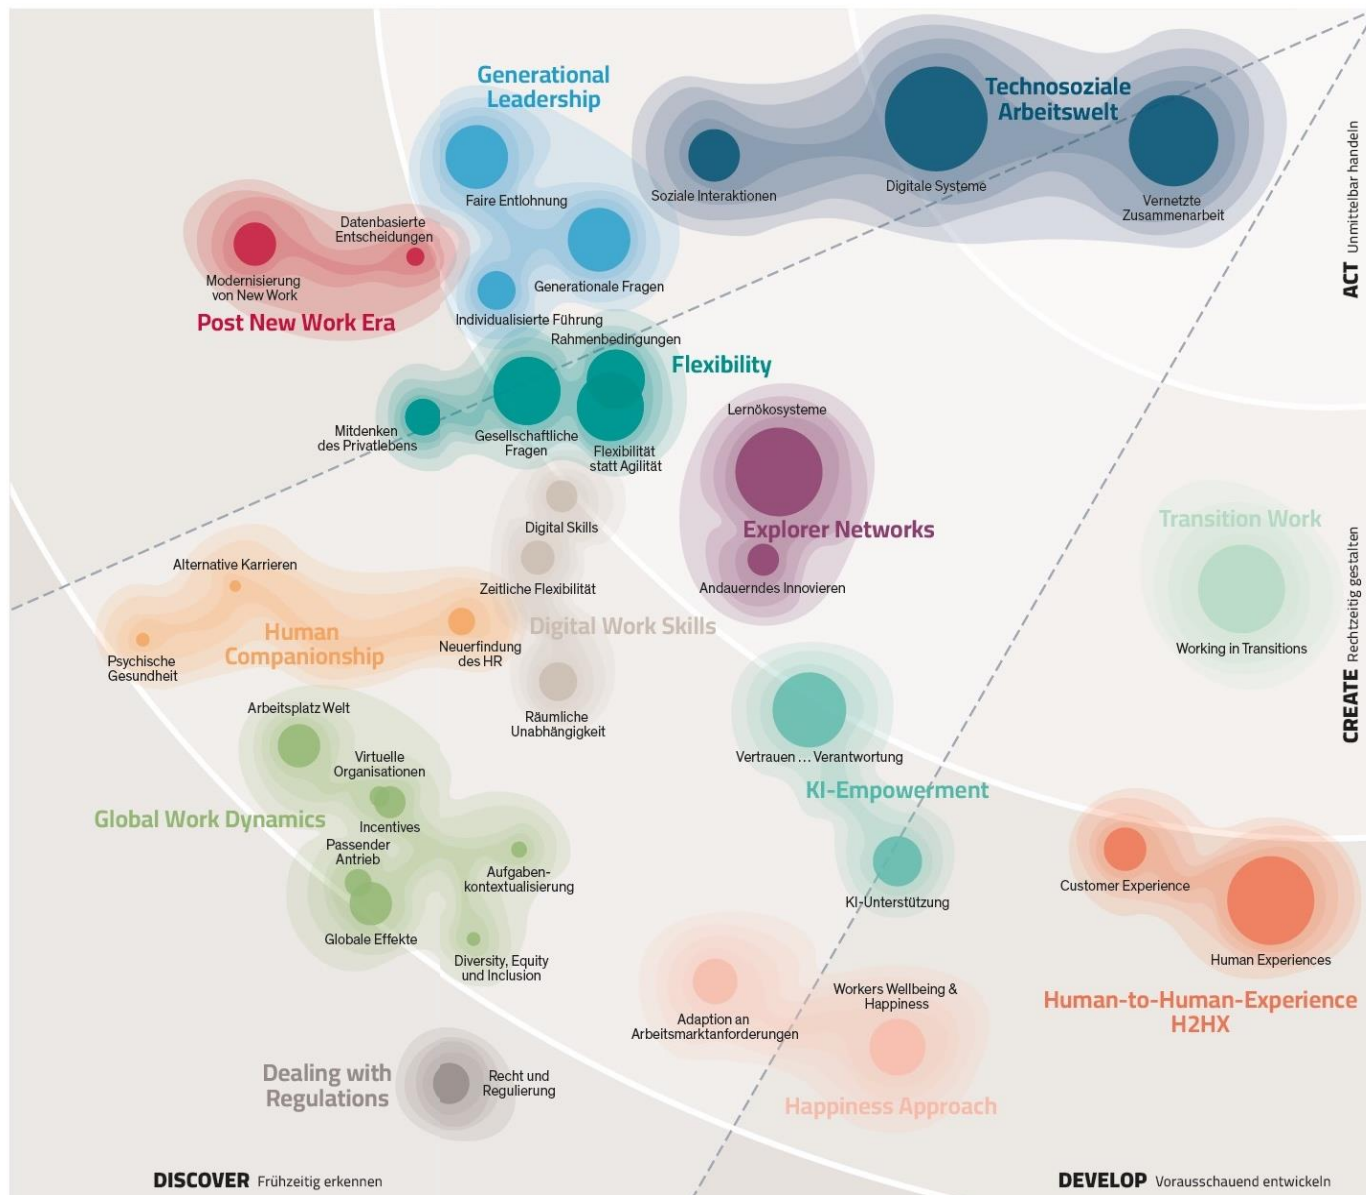 Generational
Leadership
Faire Entlohnung
Generationale Fragen
Individualisierte Führung
Technosoziale
Arbeitswelt
Soziale Interaktionen
Digitale Systeme
Vernetzte
Zusammenarbeit
ACT Unmittelbar handeln
Datenbasierte
Entscheidungen
Modernisierung
von New Work
Post New Work Era
Rahmenbedingungen
Flexibility
Mitdenken
des Privatlebens
Gesellschaftliche
Fragen
Flexibilität
statt Agilität
Lernökosysteme
Explorer Networks
Andauerndes Innovieren
Transition Work
Working in Transitions
CREATE Rechtzeitig gestalten
Digital Skills
Zeitliche Flexibilität
Digital Work Skills
Räumliche
Unabhängigkeit
Alternative Karrieren
Human
Companionship
Psychische
Gesundheit
Neuerfindung
des HR
Arbeitsplatz Welt
Virtuelle
Organisationen
Global Work Dynamics
Incentives
Passender
Antrieb
Aufgaben-
kontextualisierung
Globale Effekte
Diversity, Equity
und Inclusion
Vertrauen ... Verantwortung
KI-Empowerment
KI-Unterstützung
Customer Experience
Human Experiences
Human-to-Human-Experience
H2HX
Workers Wellbeing &
Happiness
Adaption an
Arbeitsmarktanforderungen
Happiness Approach
Dealing with
Regulations
Recht und
Regulierung
DISCOVER Frühzeitig erkennen
DEVELOP Vorausschauend entwickeln